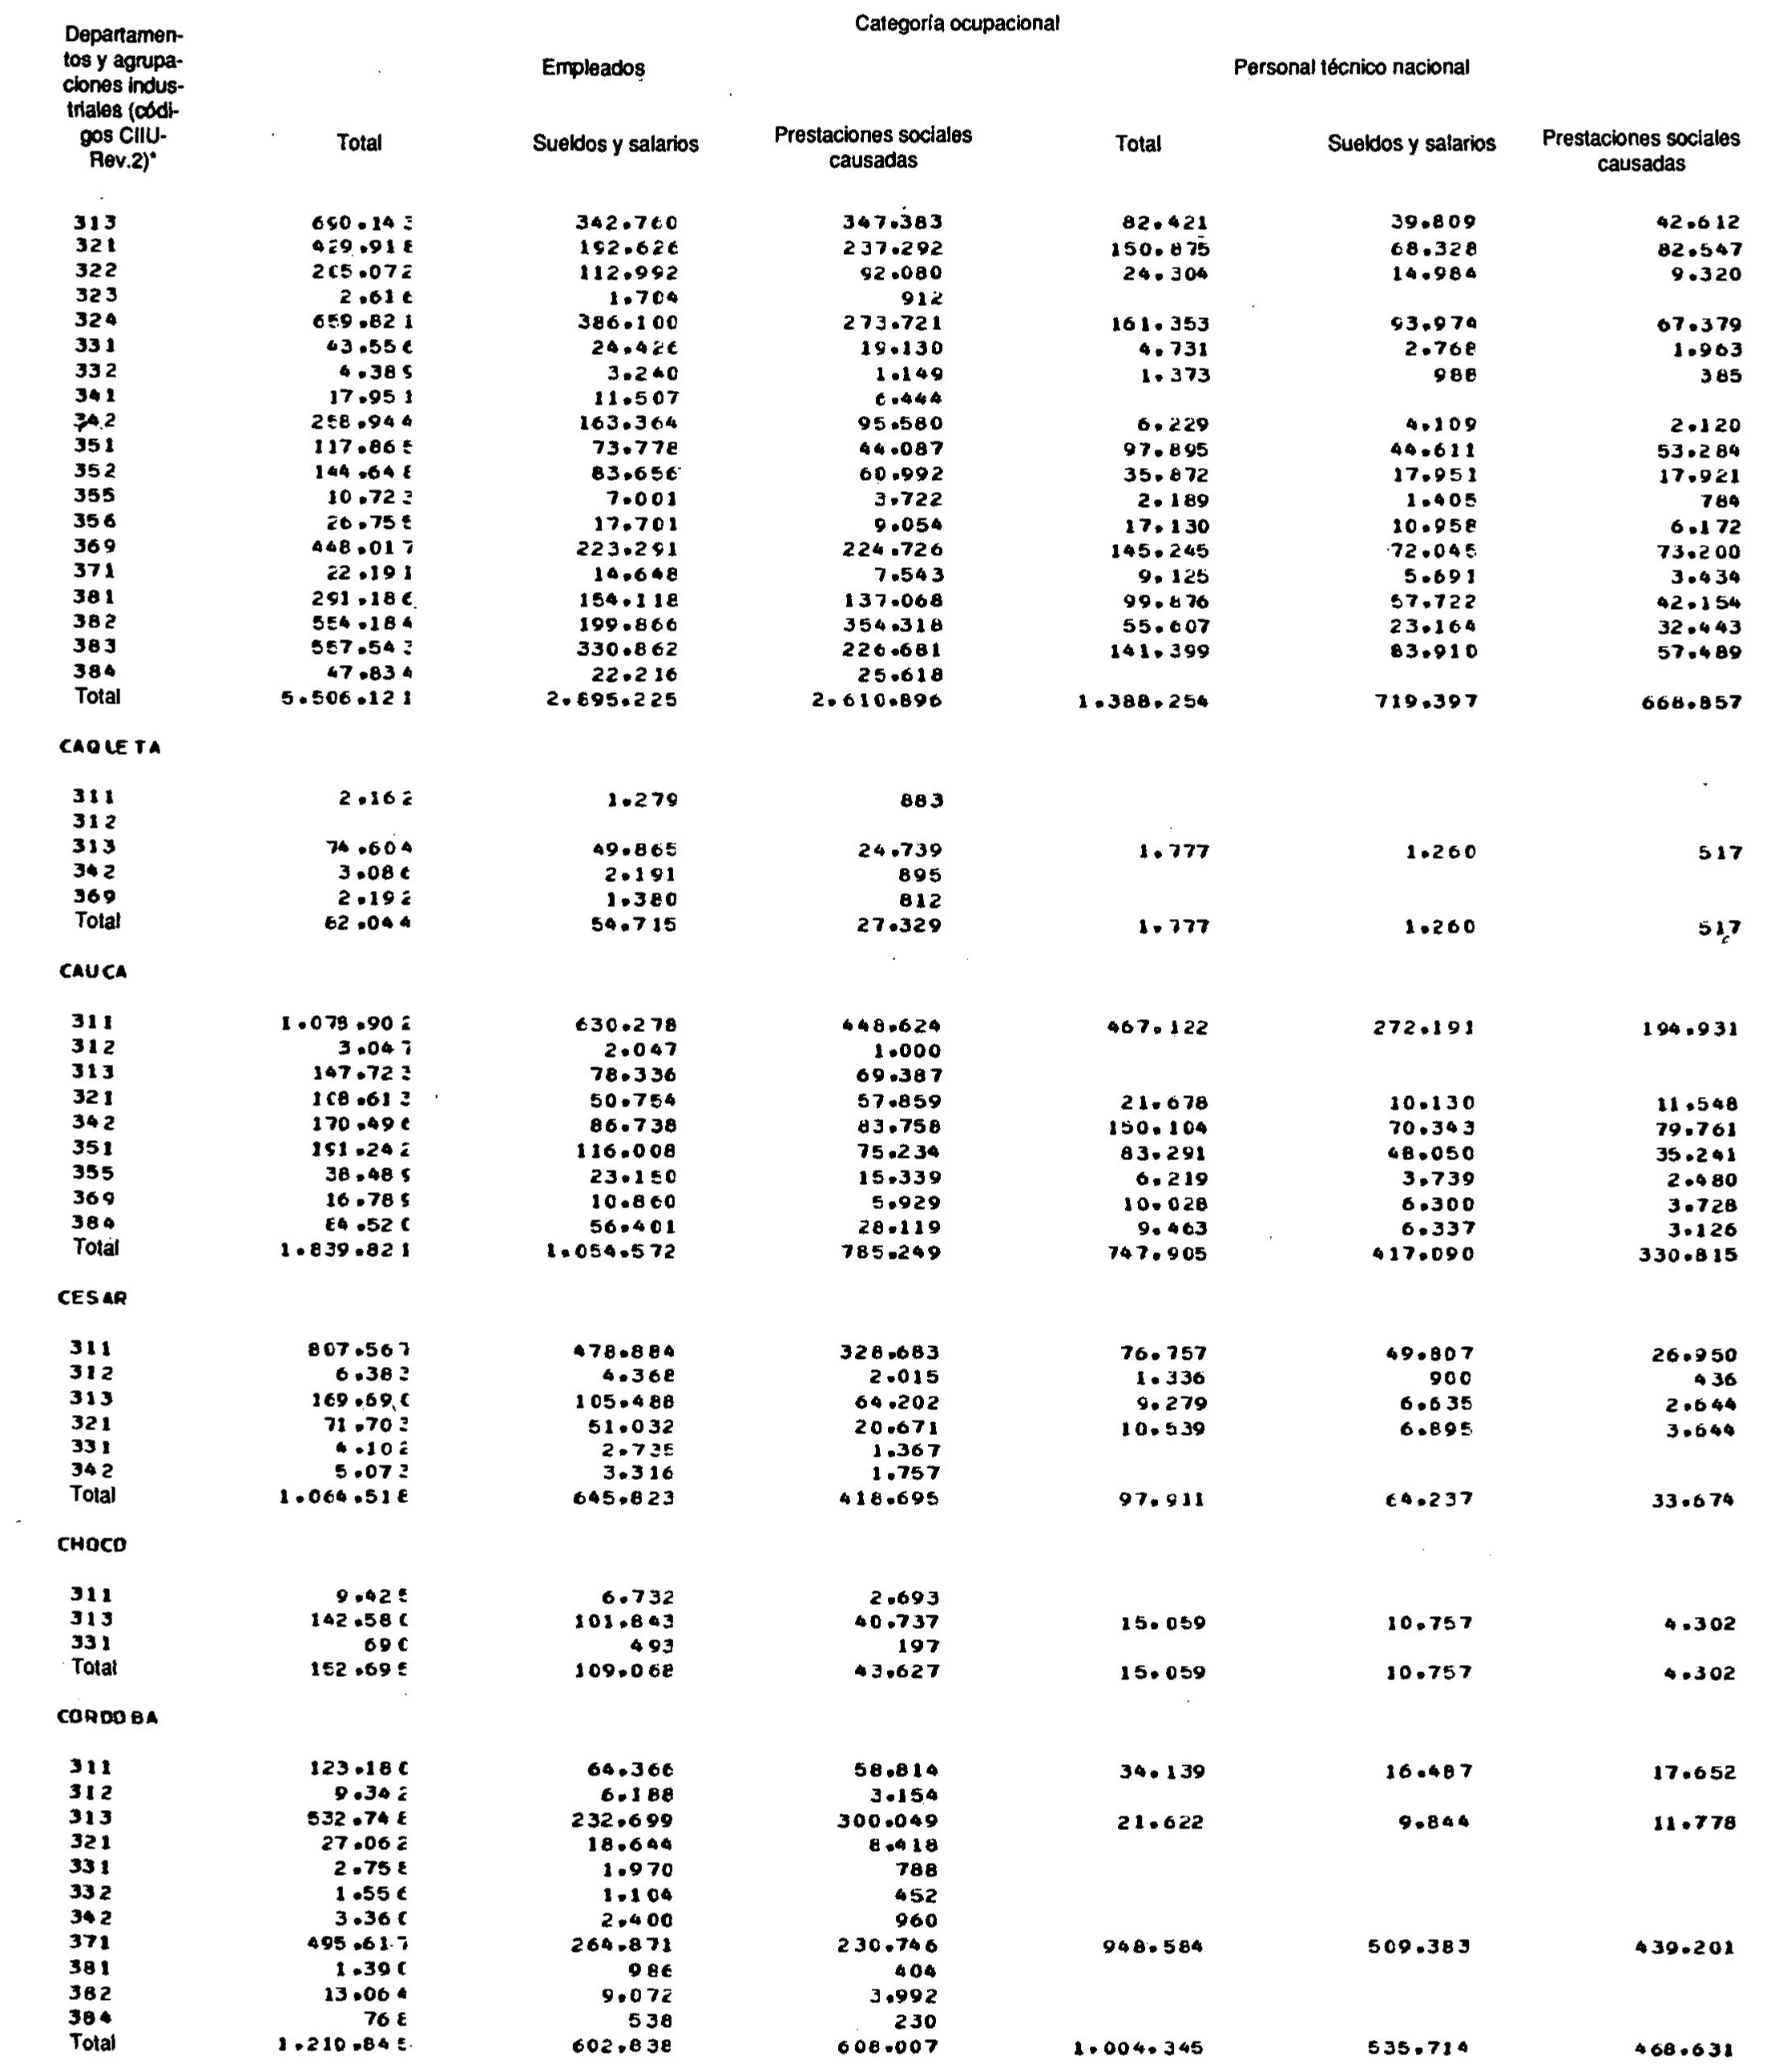 Categoría ocupacional
Departamen-
tos y agrupa-
ciones indus-
triales (códi-
gos CIIU-
Rev.2)*
Empleados Personal técnico nacional
Total Sueldos y salarios Prestaciones sociales causadas Total Sueldos y salarios Prestaciones sociales causadas
313 690.143 342.760 347.383 82.421 39.809 42.612
321 429.918 192.626 237.292 150.875 68.328 82.547
322 205.072 112.992 92.080 24.304 14.984 9.320
323 2.616 1.704 912
324 659.821 386.100 273.721 161.353 93.974 67.379
331 43.556 24.426 19.130 4.731 2.768 1.963
332 4.389 3.240 1.149 1.373 988 385
341 17.951 11.507 6.444
342 258.944 163.364 95.580 6.229 4.109 2.120
351 117.865 73.778 44.087 97.895 44.611 53.284
352 144.648 83.656 60.992 35.872 17.951 17.921
355 10.723 7.001 3.722 2.189 1.405 784
356 26.755 17.701 9.054 17.130 10.958 6.172
369 448.017 223.291 224.726 145.245 72.045 73.200
371 22.191 14.648 7.543 9.125 5.691 3.434
381 291.186 154.118 137.068 99.876 57.722 42.154
382 554.184 199.866 354.318 55.607 23.164 32.443
383 557.543 330.862 226.681 141.399 83.910 57.489
384 47.834 22.216 25.618
Total 5.506.121 2.895.225 2.610.896 1.388.254 719.397 668.857
CAQUETA
311 2.162 1.279 883
312
313 74.604 49.865 24.739 1.777 1.260 517
342 3.086 2.191 895
369 2.192 1.380 812
Total 82.044 54.715 27.329 1.777 1.260 517
CAUCA
311 1.078.902 630.278 448.624 467.122 272.191 194.931
312 3.047 2.047 1.000
313 147.723 78.336 69.387
321 108.613 50.754 57.859 21.678 10.130 11.548
342 170.496 86.738 83.758 150.104 70.343 79.761
351 191.242 116.008 75.234 83.291 48.050 35.241
355 38.489 23.150 15.339 6.219 3.739 2.480
369 16.789 10.860 5.929 10.028 6.300 3.728
384 84.520 56.401 28.119 9.463 6.337 3.126
Total 1.839.821 1.054.572 785.249 747.905 417.090 330.815
CESAR
311 807.567 478.884 328.683 76.757 49.807 26.950
312 6.383 4.368 2.015 1.336 900 436
313 169.690 105.488 64.202 9.279 6.635 2.644
321 71.703 51.032 20.671 10.539 6.895 3.644
331 4.102 2.735 1.367
342 5.073 3.316 1.757
Total 1.064.518 645.823 418.695 97.911 64.237 33.674
CHOCO
311 9.425 6.732 2.693
313 142.580 101.843 40.737 15.059 10.757 4.302
331 690 493 197
Total 152.695 109.068 43.627 15.059 10.757 4.302
CORDOBA
311 123.180 64.366 58.814 34.139 16.487 17.652
312 9.342 6.188 3.154
313 532.748 232.699 300.049 21.622 9.844 11.778
321 27.062 18.644 8.418
331 2.758 1.970 788
332 1.556 1.104 452
342 3.360 2.400 960
371 495.617 264.871 230.746 948.584 509.383 439.201
381 1.390 986 404
382 13.064 9.072 3.992
384 768 538 230
Total 1.210.845 602.838 608.007 1.004.345 535.714 468.631